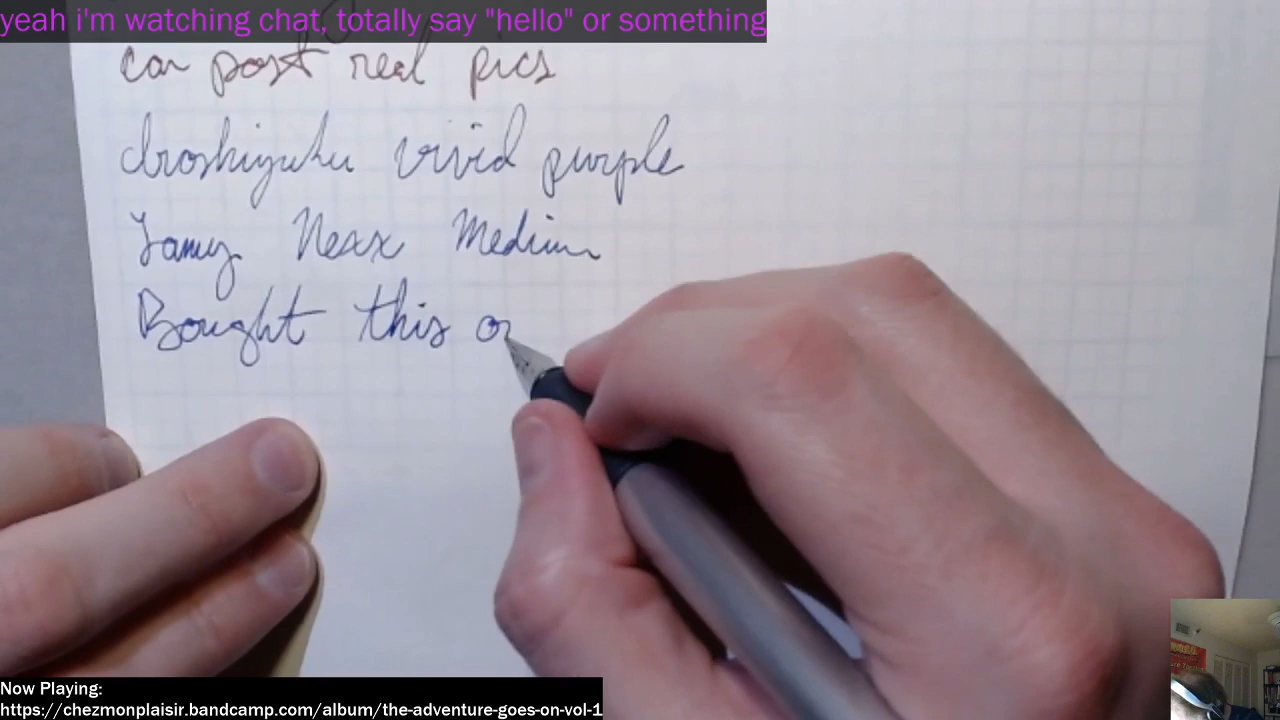 yeah i'm watching chat, totally say "hello" or something
can post real pics
Iroshizuku vivid purple
Lamy Nexx Medium
Bought this or
Now Playing:
https://chezmonplaisir.bandcamp.com/album/the-adventure-goes-on-vol-1